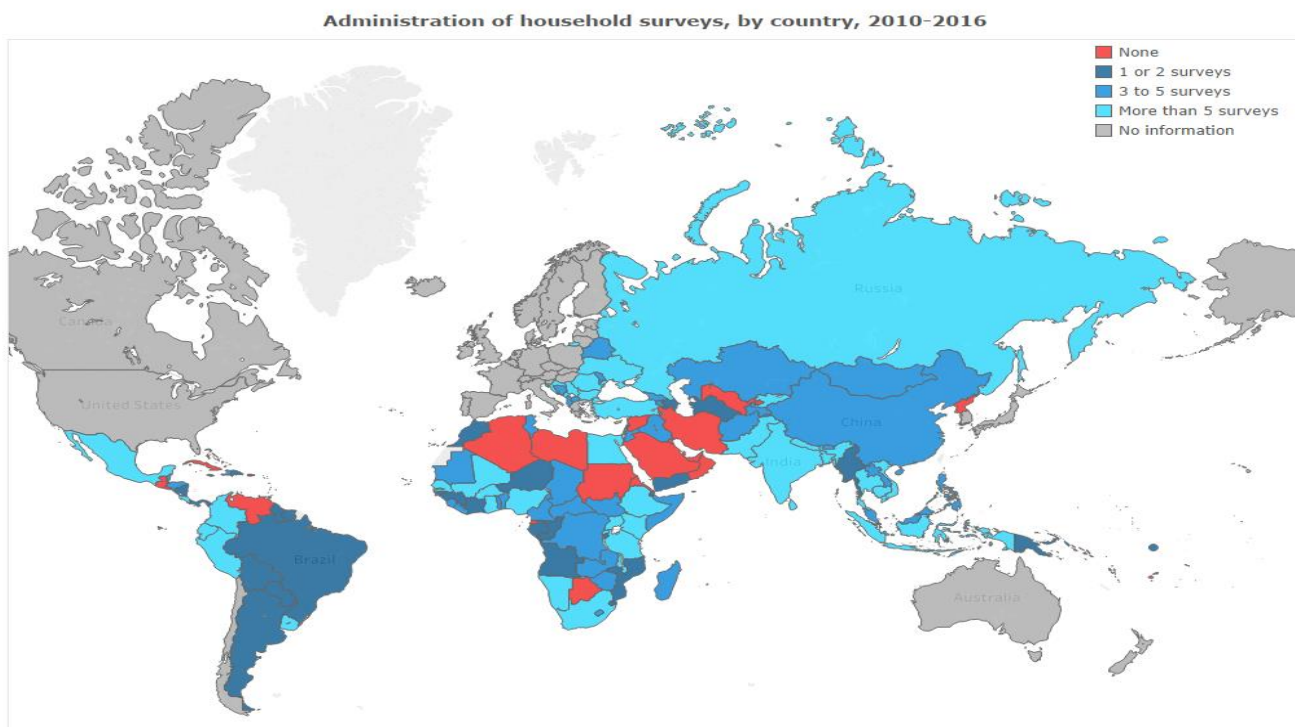 Administration of household surveys, by country, 2010-2016
None
1 or 2 surveys
3 to 5 surveys
More than 5 surveys
No information
Russia
Canada
United States
China
India
Brazil
Australia